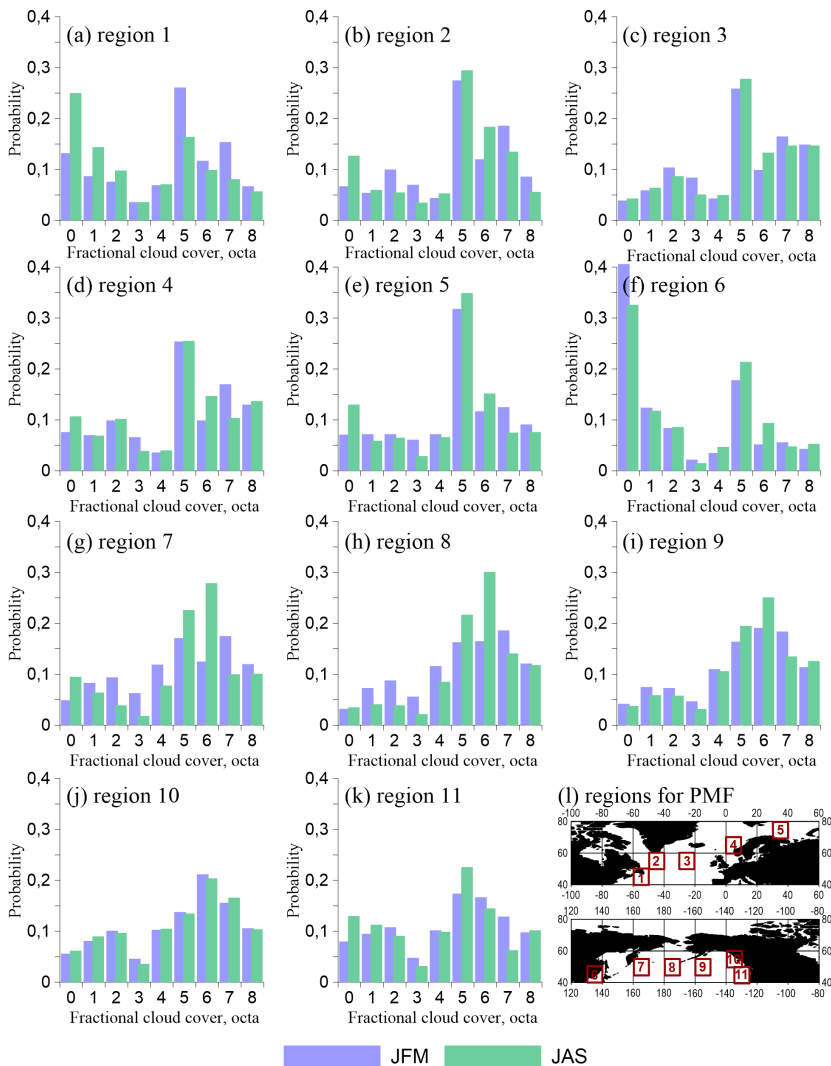 (a) region 1
(b) region 2
(c) region 3
0,4
0,3
0,2
0,1
0
Probability
0 1 2 3 4 5 6 7 8
Fractional cloud cover, octa
0,4
0,3
0,2
0,1
0
Probability
0 1 2 3 4 5 6 7 8
Fractional cloud cover, octa
0,4
0,3
0,2
0,1
0
Probability
0 1 2 3 4 5 6 7 8
Fractional cloud cover, octa
(d) region 4
(e) region 5
(f) region 6
0,4
0,3
0,2
0,1
0
Probability
0 1 2 3 4 5 6 7 8
Fractional cloud cover, octa
0,4
0,3
0,2
0,1
0
Probability
0 1 2 3 4 5 6 7 8
Fractional cloud cover, octa
0,4
0,3
0,2
0,1
0
Probability
0 1 2 3 4 5 6 7 8
Fractional cloud cover, octa
(g) region 7
(h) region 8
(i) region 9
0,4
0,3
0,2
0,1
0
Probability
0 1 2 3 4 5 6 7 8
Fractional cloud cover, octa
0,4
0,3
0,2
0,1
0
Probability
0 1 2 3 4 5 6 7 8
Fractional cloud cover, octa
0,4
0,3
0,2
0,1
0
Probability
0 1 2 3 4 5 6 7 8
Fractional cloud cover, octa
(j) region 10
(k) region 11
(l) regions for PMF
0,4
0,3
0,2
0,1
0
Probability
0 1 2 3 4 5 6 7 8
Fractional cloud cover, octa
0,4
0,3
0,2
0,1
0
Probability
0 1 2 3 4 5 6 7 8
Fractional cloud cover, octa
-100 -80 -60 -40 -20 0 20 40 60
80 80
60 60
40 40
1 2 3 4 5
-100 -80 -60 -40 -20 0 20 40 60
120 140 160 180 -160 -140 -120 -100 -80
80 80
60 60
40 40
6 7 8 9 10 11
120 140 160 180 -160 -140 -120 -100 -80
JFM
JAS